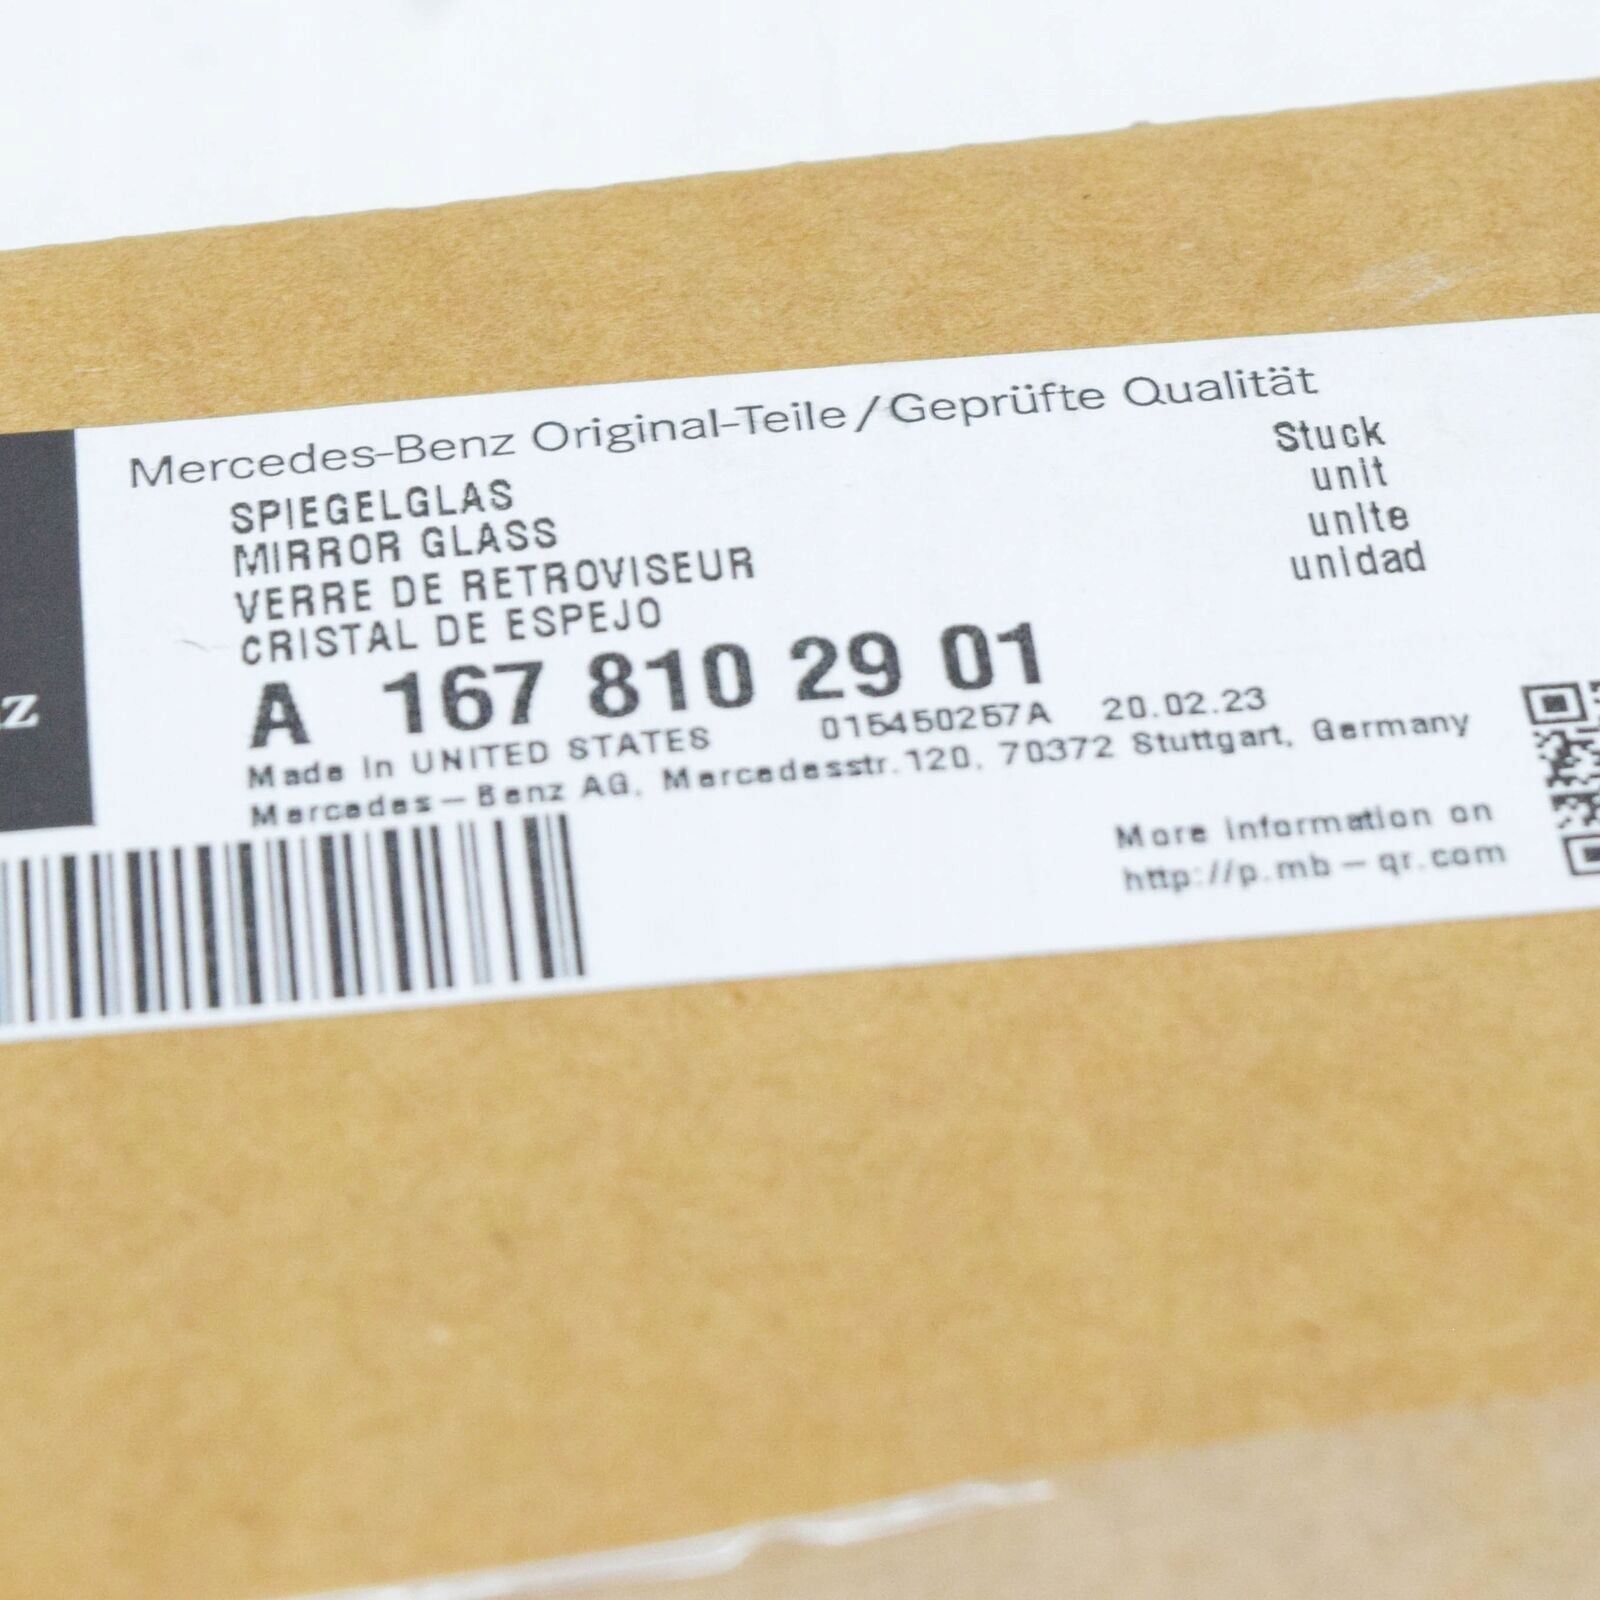 Mercedes-Benz Original-Teile/Geprüfte Qualität
SPIEGELGLAS
MIRROR GLASS
VERRE DE RETROVISEUR
CRISTAL DE ESPEJO
Stuck
unit
unite
unidad
A 167 810 29 01
Made in UNITED STATES 015450257A 20.02.23
Mercedes-Benz AG, Mercedesstr.120, 70372 Stuttgart, Germany
More information on
http://p.mb-qr.com
z